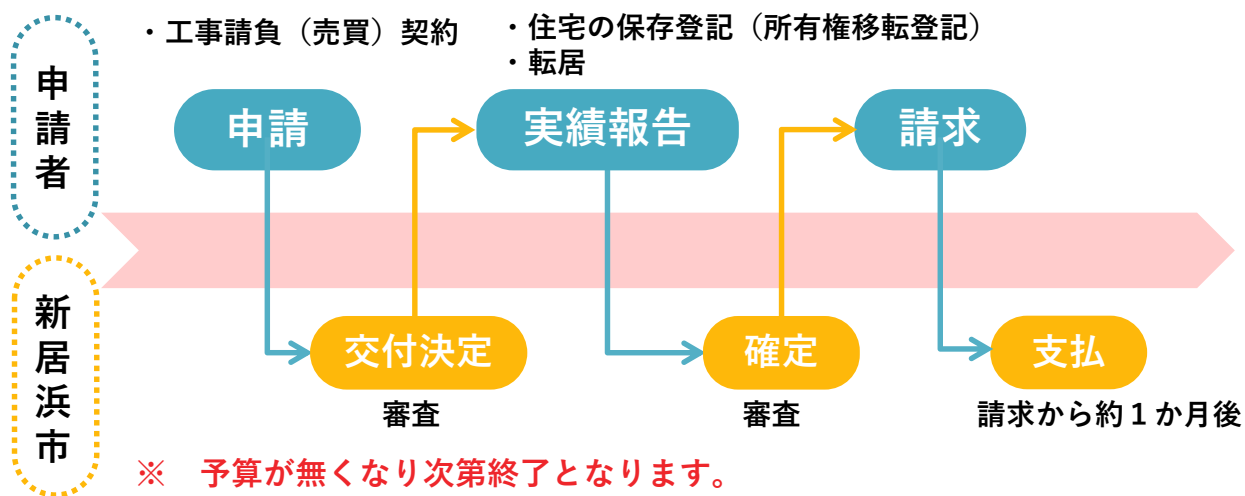 ・工事請負（売買）契約
・住宅の保存登記（所有権移転登記）
・転居
申請者
申請
実績報告
請求
新居浜市
交付決定
確定
支払
審査
審査
請求から約１か月後
※　予算が無くなり次第終了となります。